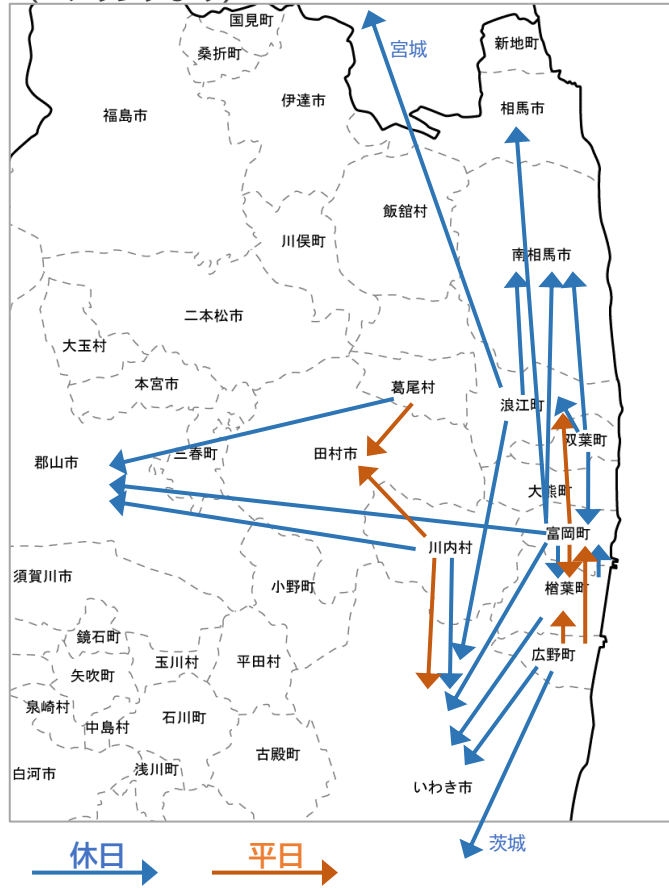 国見町
宮城
新地町
桑折町
伊達市
相馬市
福島市
飯舘村
川俣町
南相馬市
二本松市
大玉村
本宮市
葛尾村
浪江町
双葉町
三春町
田村市
郡山市
大熊町
富岡町
川内村
須賀川市
小野町
楢葉町
鏡石町
玉川村
平田村
広野町
矢吹町
泉崎村
石川町
中島村
古殿町
浅川町
白河市
いわき市
茨城
休日
平日